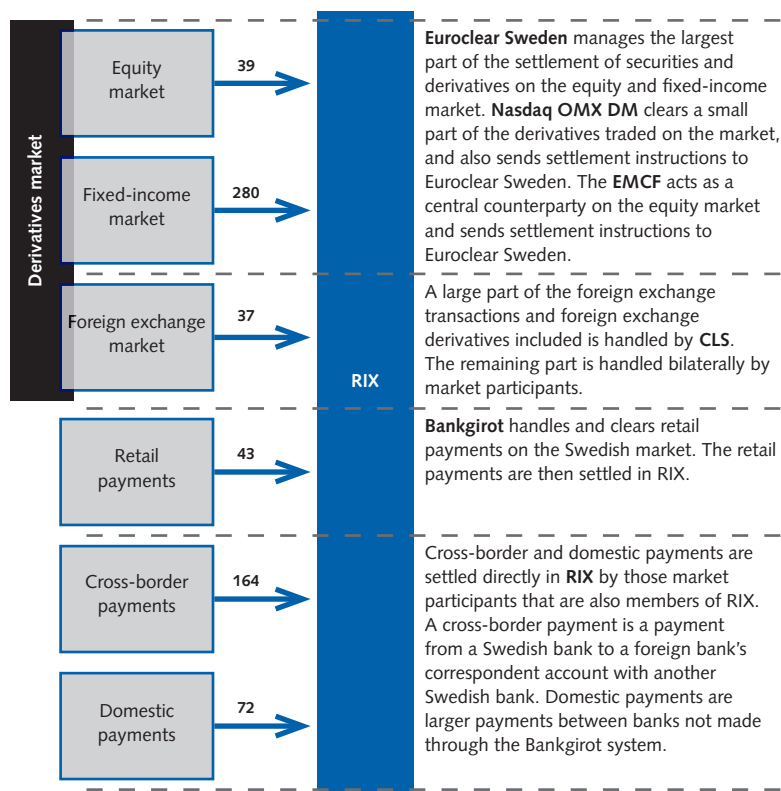 Derivatives market
Equity
market
39
Euroclear Sweden manages the largest
part of the settlement of securities and
derivatives on the equity and fixed-income
market. Nasdaq OMX DM clears a small
part of the derivatives traded on the market,
and also sends settlement instructions to
Euroclear Sweden. The EMCF acts as a
central counterparty on the equity market
and sends settlement instructions to
Euroclear Sweden.
Fixed-income
market
280
Foreign exchange
market
37
RIX
A large part of the foreign exchange
transactions and foreign exchange
derivatives included is handled by CLS.
The remaining part is handled bilaterally by
market participants.
Retail
payments
43
Bankgirot handles and clears retail
payments on the Swedish market. The retail
payments are then settled in RIX.
Cross-border
payments
164
Cross-border and domestic payments are
settled directly in RIX by those market
participants that are also members of RIX.
A cross-border payment is a payment
from a Swedish bank to a foreign bank's
correspondent account with another
Swedish bank. Domestic payments are
larger payments between banks not made
through the Bankgirot system.
Domestic
payments
72